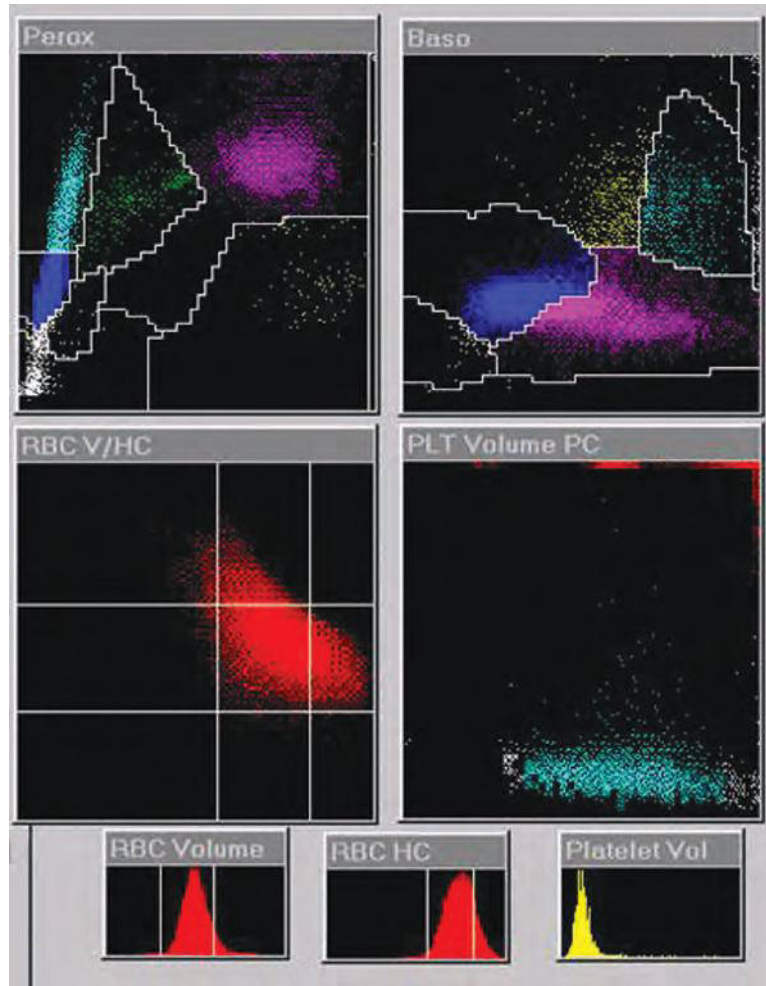 Perox
Baso
RBC V/HC
PLT Volume PC
RBC Volume
RBC HC
Platelet Vol